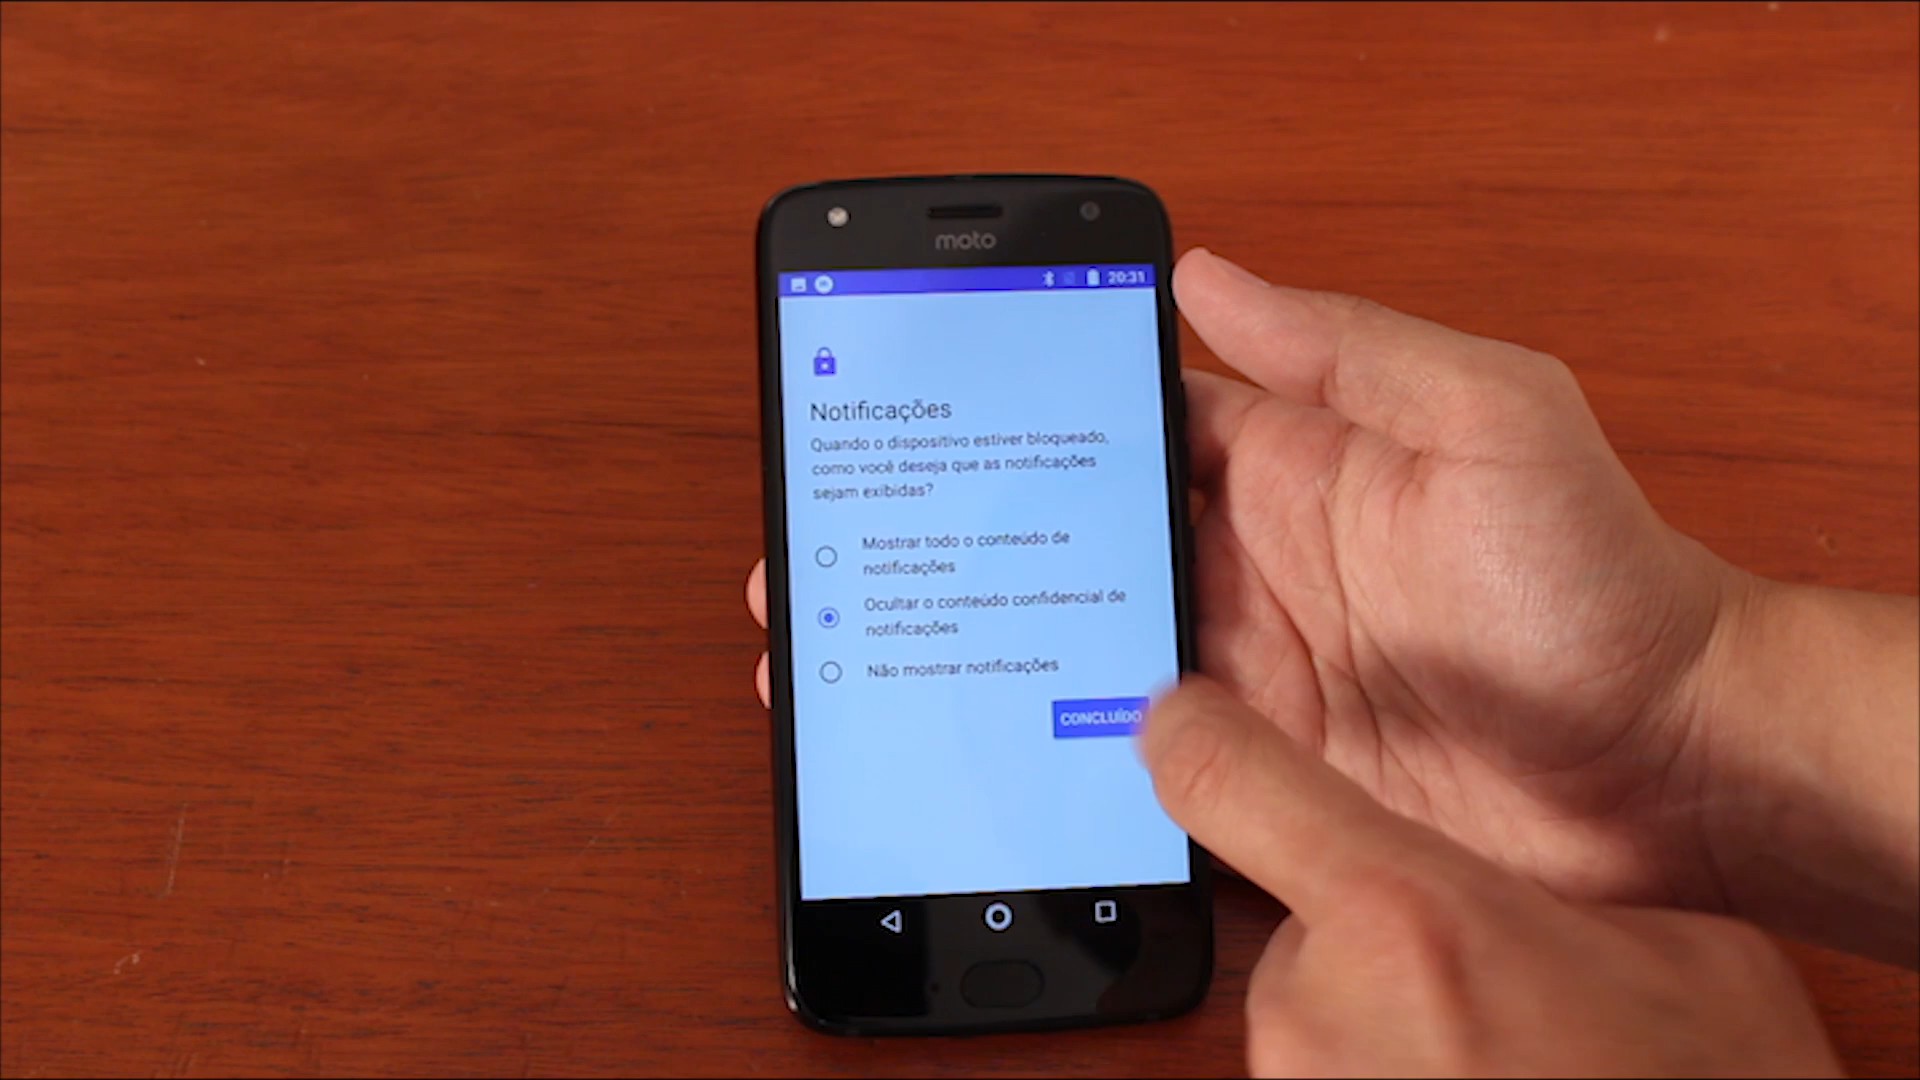 moto
20:31
Notificações
Quando o dispositivo estiver bloqueado,
como você deseja que as notificações
sejam exibidas?
Mostrar todo o conteúdo de
notificações
Ocultar o conteúdo confidencial de
notificações
Não mostrar notificações
CONCLUÍDO